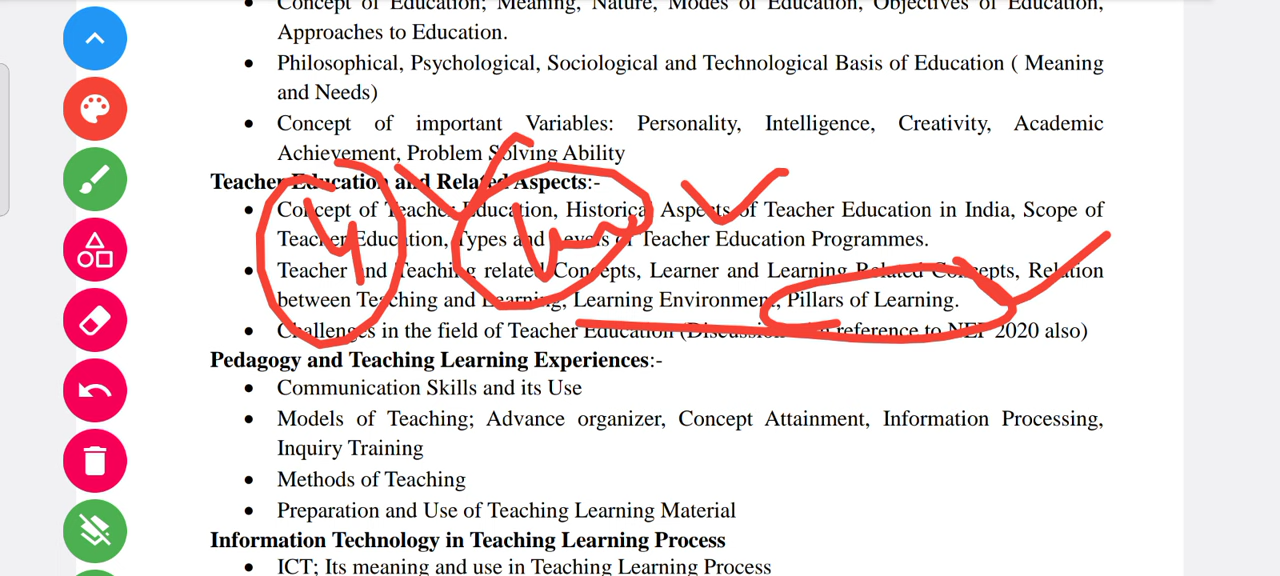 Concept of Education; Meaning, Nature, Modes of Education, Objectives of Education,
Approaches to Education.
• Philosophical, Psychological, Sociological and Technological Basis of Education ( Meaning
and Needs)
• Concept of important Variables: Personality, Intelligence, Creativity, Academic
Achievement, Problem Solving Ability
Teacher Education and Related Aspects:-
• Concept of Teacher Education, Historical Aspects of Teacher Education in India, Scope of
Teacher Education, Types and Levels of Teacher Education Programmes.
• Teacher and Teaching related Concepts, Learner and Learning Related Concepts, Relation
between Teaching and Learning, Learning Environment, Pillars of Learning.
• Challenges in the field of Teacher Education (Discussion reference to NEP 2020 also)
Pedagogy and Teaching Learning Experiences:-
• Communication Skills and its Use
• Models of Teaching; Advance organizer, Concept Attainment, Information Processing,
Inquiry Training
• Methods of Teaching
• Preparation and Use of Teaching Learning Material
Information Technology in Teaching Learning Process
• ICT; Its meaning and use in Teaching Learning Process